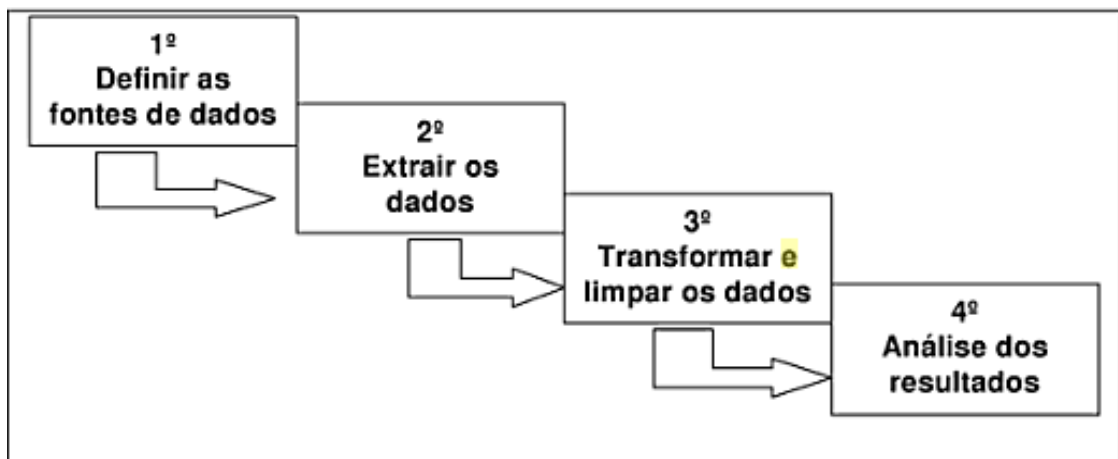 1º
Definir as
fontes de dados
2º
Extrair os
dados
3º
Transformar e
limpar os dados
4º
Análise dos
resultados